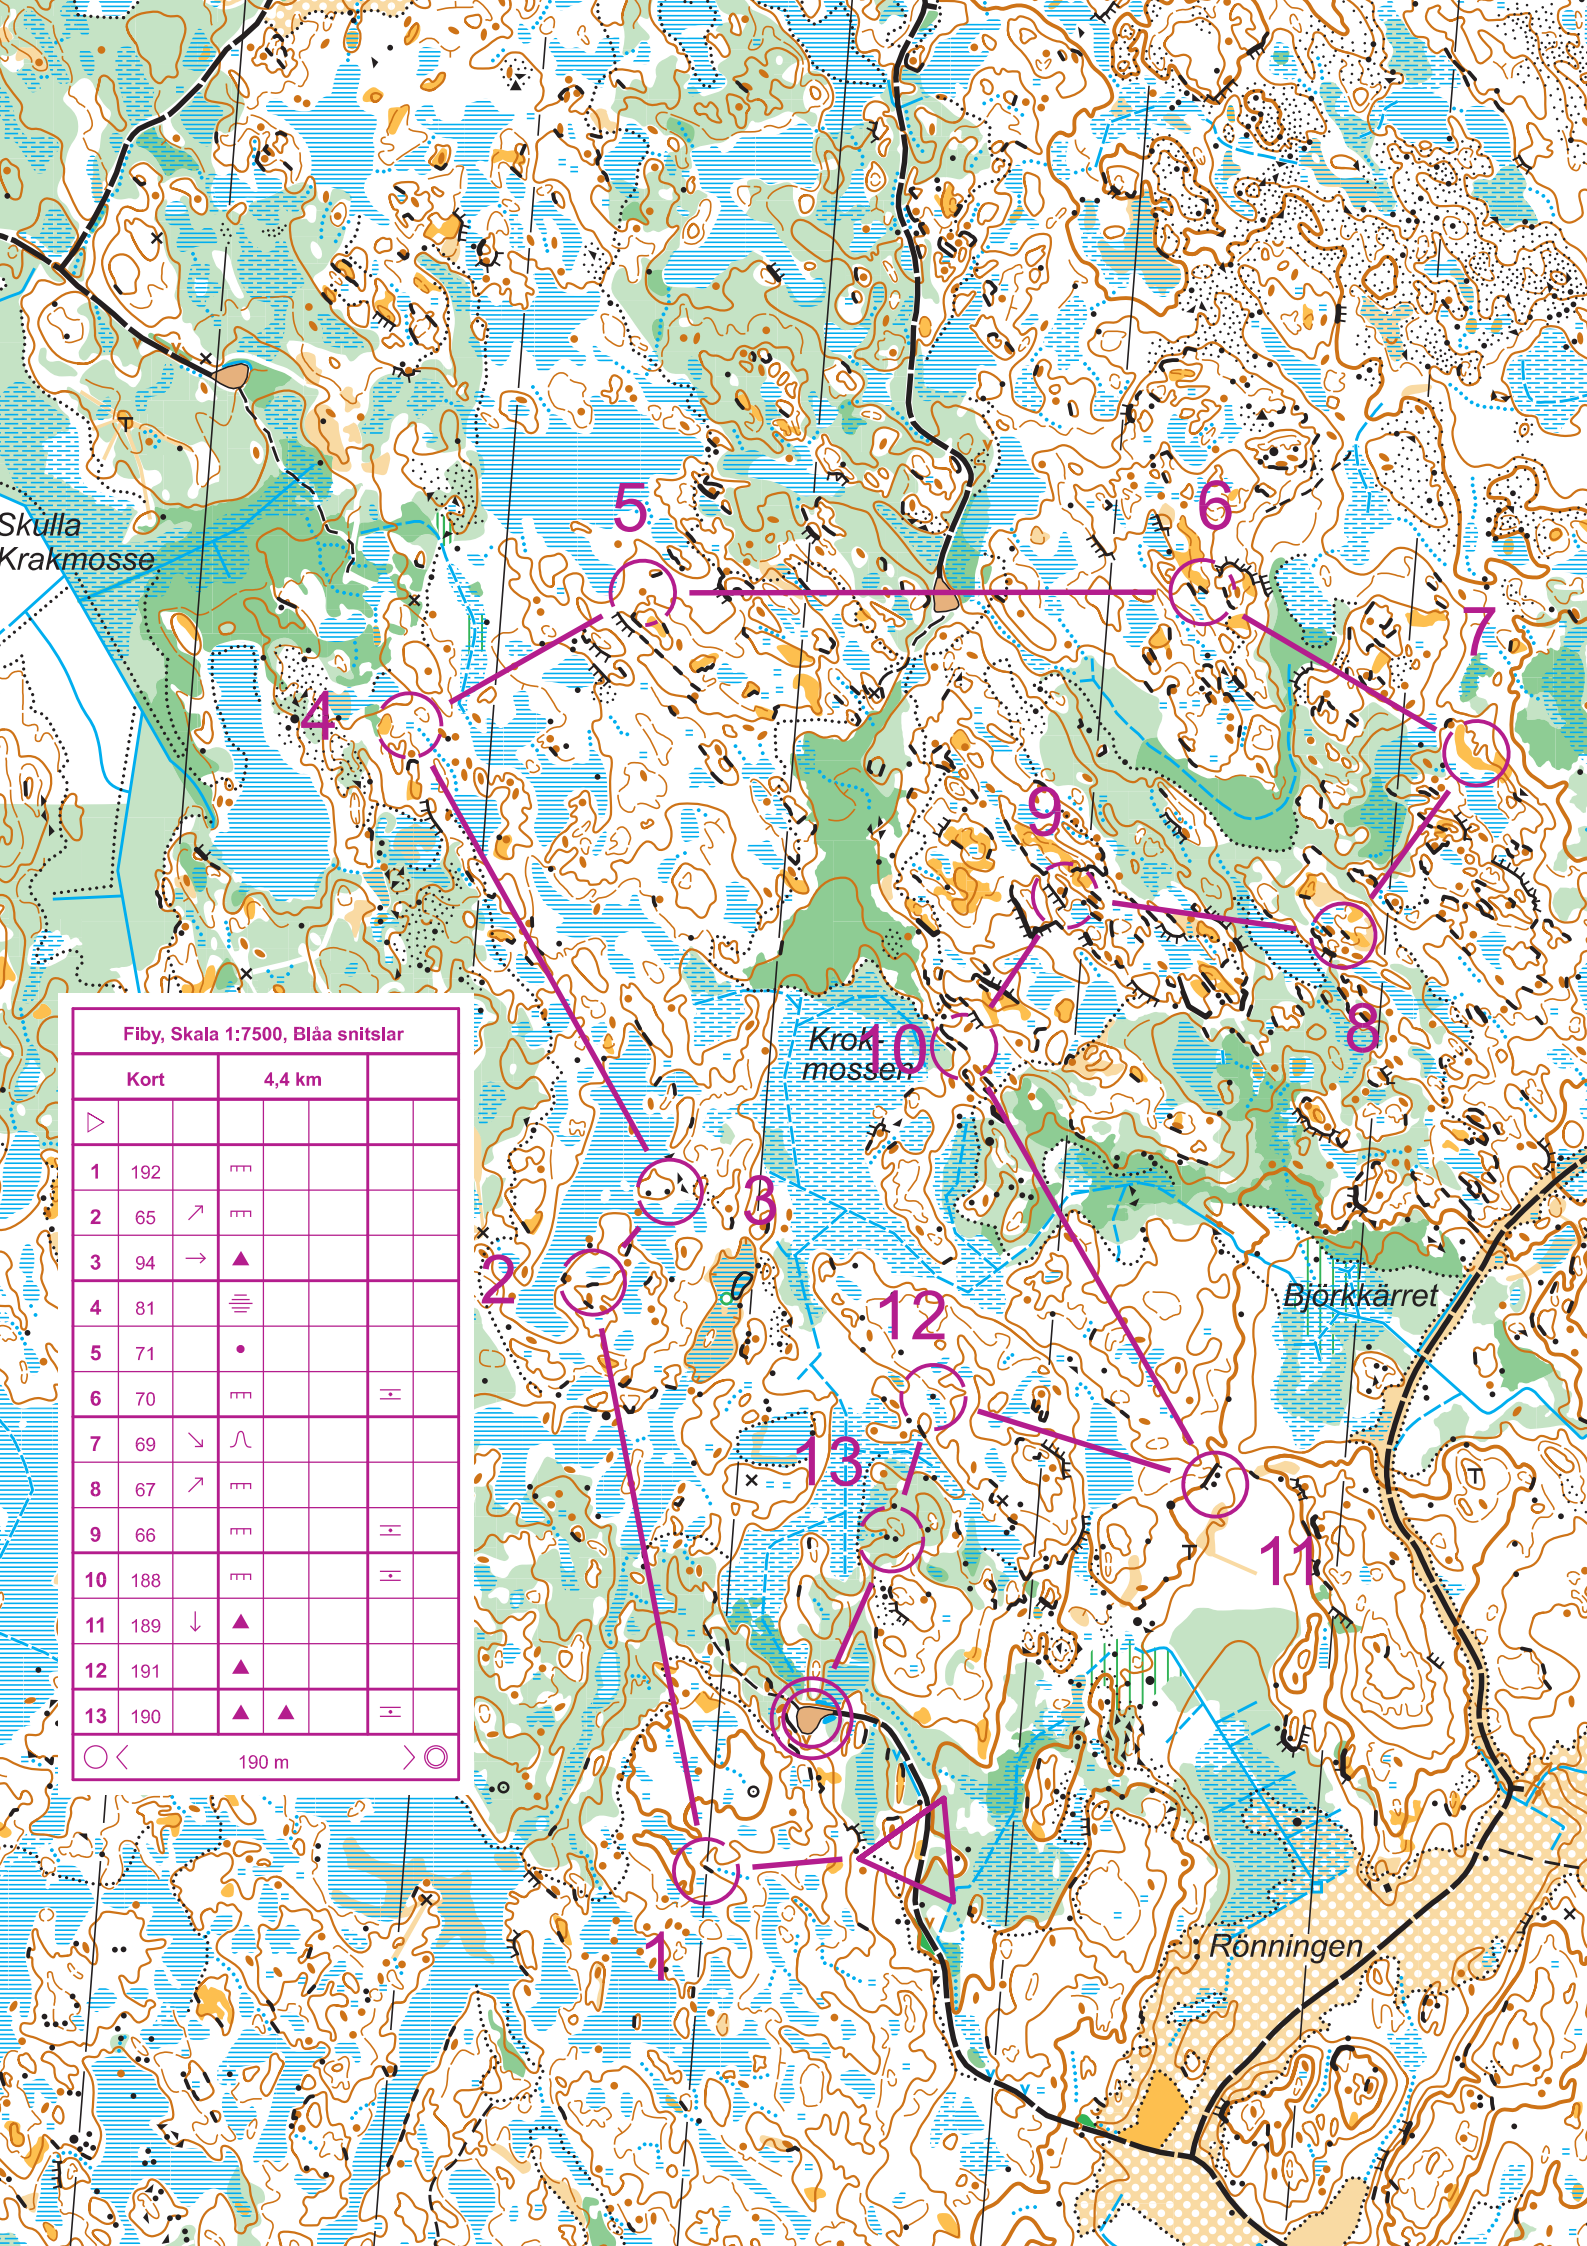 5
6
Skulla
Krakmosse
7
4
9
Krok-
mossen
10
8
Fiby, Skala 1:7500, Blåa snitslar
Kort 4,4 km
1 192
2 65
3 94
4 81
5 71
6 70
7 69
8 67
9 66
10 188
11 189
12 191
13 190
190 m
3
2
Björkkärret
12
13
11
1
Rönningen